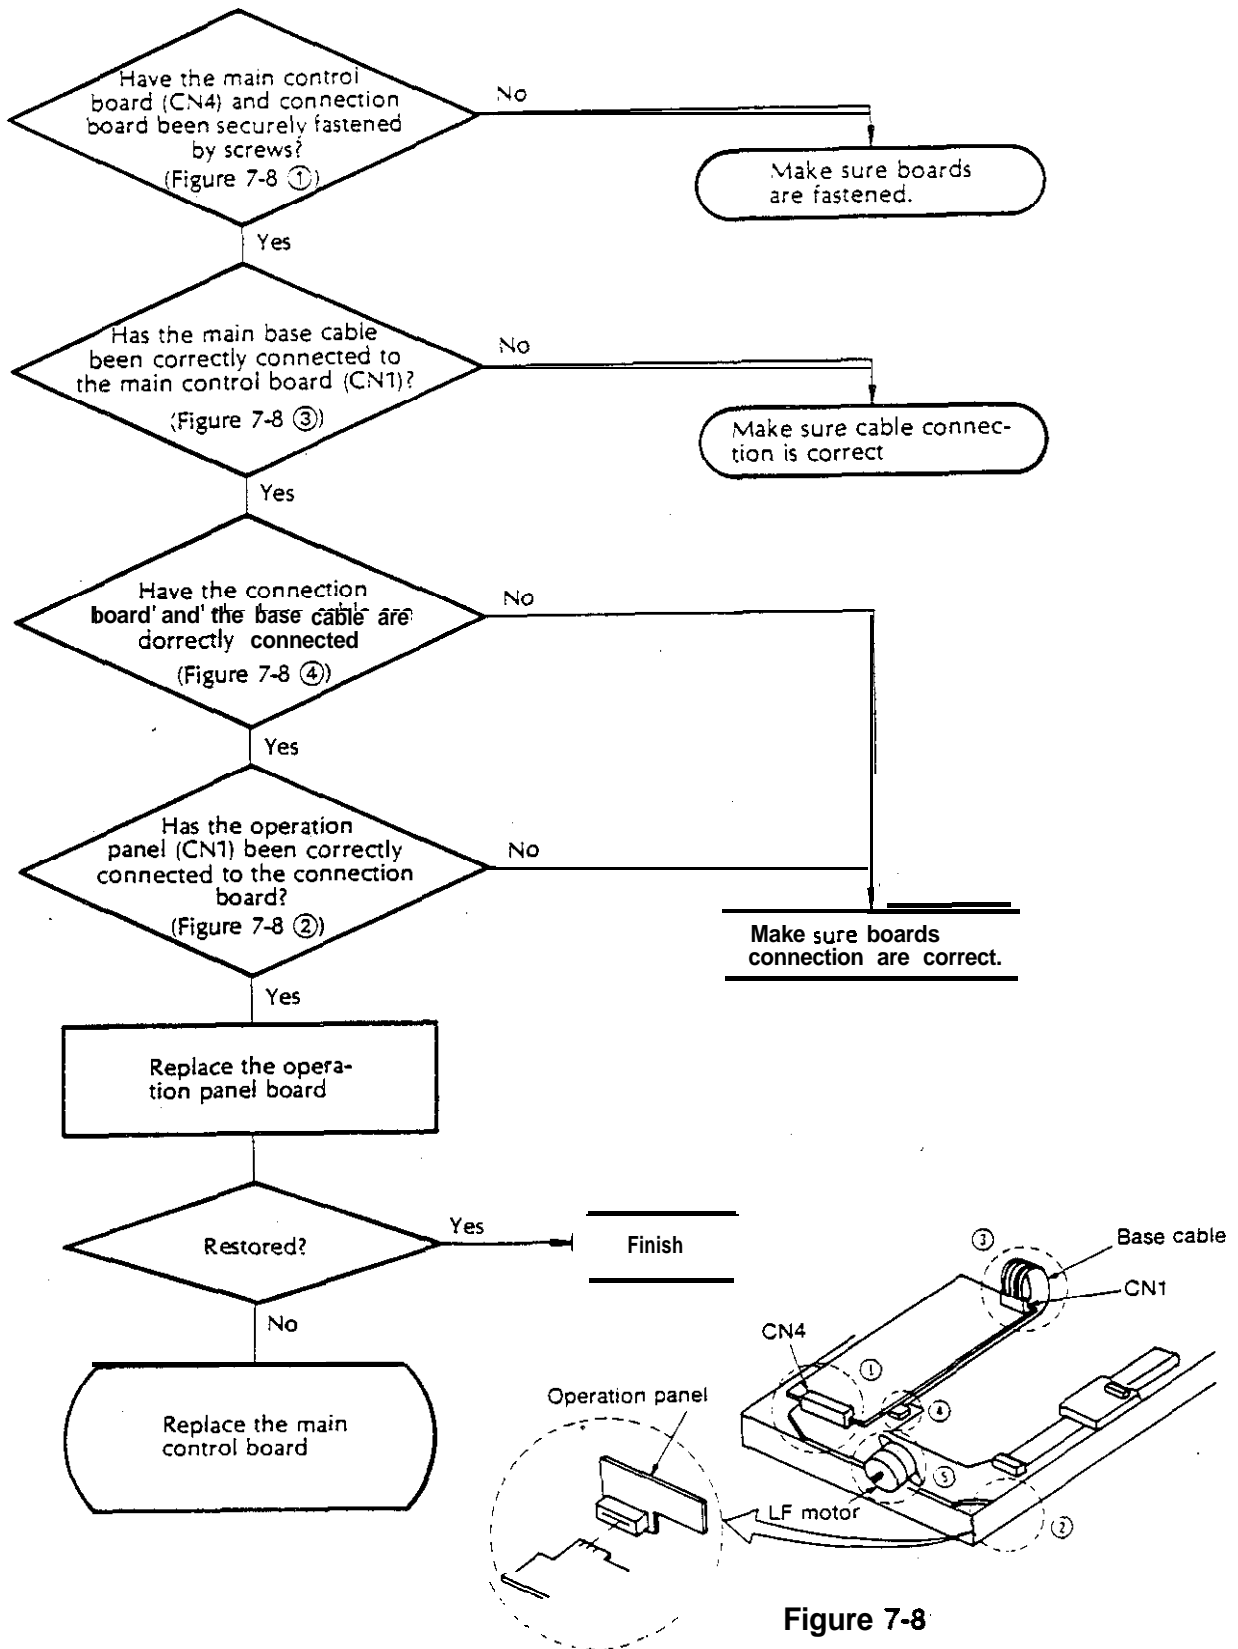 Have the main control
board (CN4) and connection
board been securely fastened
by screws?
(Figure 7-8 ①)
No
Make sure boards
are fastened.
Yes
Has the main base cable
been correctly connected to
the main control board (CN1)?
(Figure 7-8 ③)
No
Make sure cable connec-
tion is correct
Yes
Have the connection
board' and' the base cable are
dorrectly connected
(Figure 7-8 ④)
No
Yes
Has the operation
panel (CN1) been correctly
connected to the connection
board?
(Figure 7-8 ②)
No
Make sure boards
connection are correct.
Yes
Replace the opera-
tion panel board
Restored?
Yes
Finish
No
Replace the main
control board
③
Base cable
CN1
CN4
①
Operation panel
④
⑤
LF motor
②
Figure 7-8